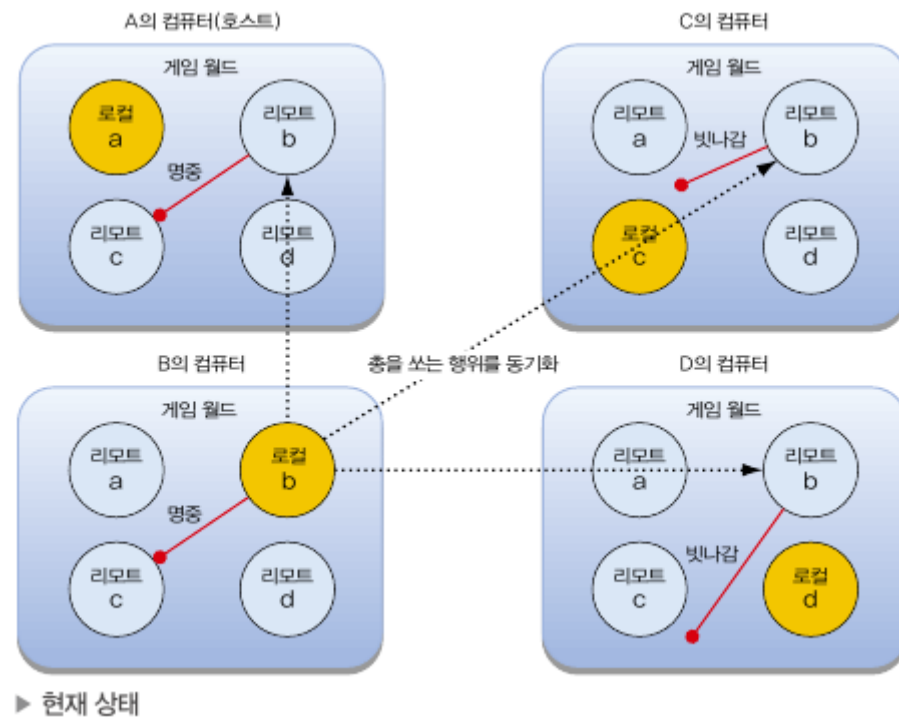 A의 컴퓨터(호스트)
게임 월드
로컬
a
리모트
b
명중
리모트
c
리모트
d
C의 컴퓨터
게임 월드
리모트
a
빗나감
리모트
b
로컬
c
리모트
d
총을 쏘는 행위를 동기화
B의 컴퓨터
게임 월드
리모트
a
로컬
b
명중
리모트
c
리모트
d
D의 컴퓨터
게임 월드
리모트
a
리모트
b
빗나감
리모트
c
로컬
d
▶ 현재 상태